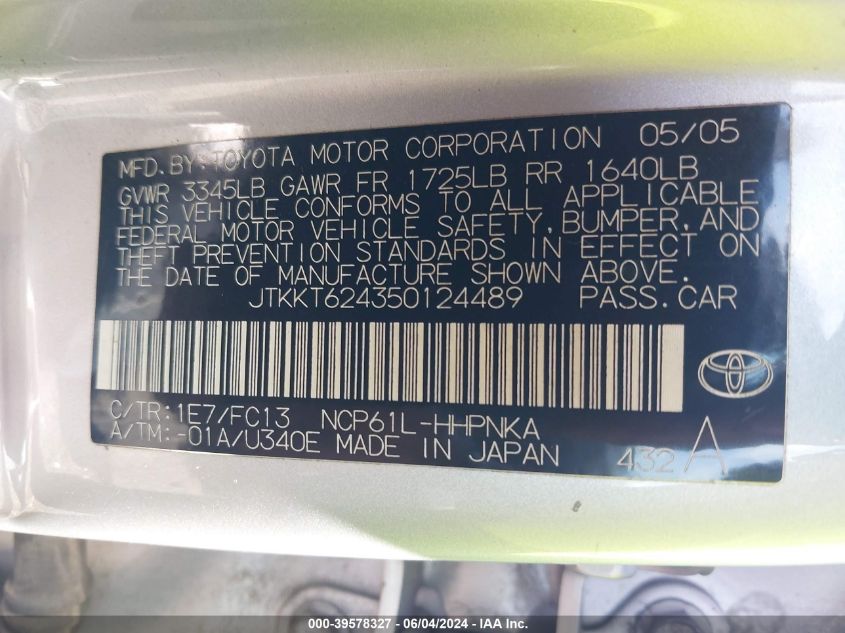 MFD. BY: TOYOTA MOTOR CORPORATION 05/05
GVWR 3345LB GAWR FR 1725LB RR 1640LB
THIS VEHICLE CONFORMS TO ALL APPLICABLE
FEDERAL MOTOR VEHICLE SAFETY, BUMPER, AND
THEFT PREVENTION STANDARDS IN EFFECT ON
THE DATE OF MANUFACTURE SHOWN ABOVE.
JTKKT624350124489 PASS. CAR
C/TR: 1E7/FC13 NCP61L-HHPNKA
A/TM: -01A/U340E MADE IN JAPAN 432 A
000-39578327 - 06/04/2024 - IAA Inc.